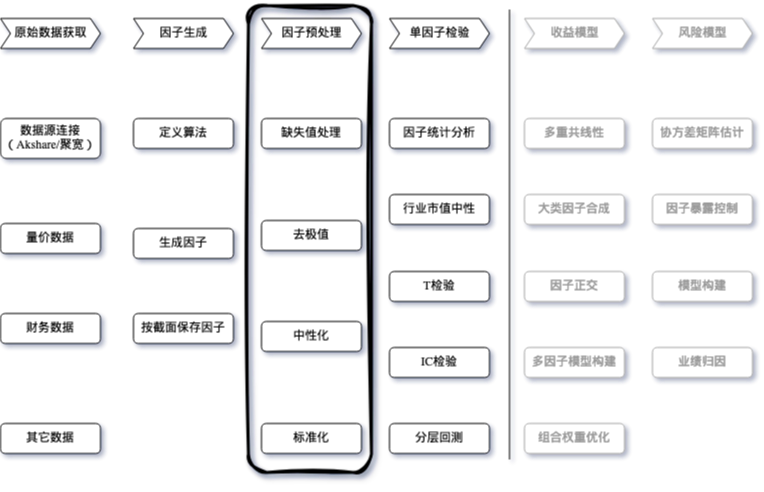 原始数据获取
因子生成
因子预处理
单因子检验
收益模型
风险模型
数据源连接
（Akshare/聚宽）
定义算法
缺失值处理
因子统计分析
多重共线性
协方差矩阵估计
行业市值中性
大类因子合成
因子暴露控制
量价数据
生成因子
去极值
T检验
因子正交
模型构建
财务数据
按截面保存因子
中性化
IC检验
多因子模型构建
业绩归因
其它数据
标准化
分层回测
组合权重优化